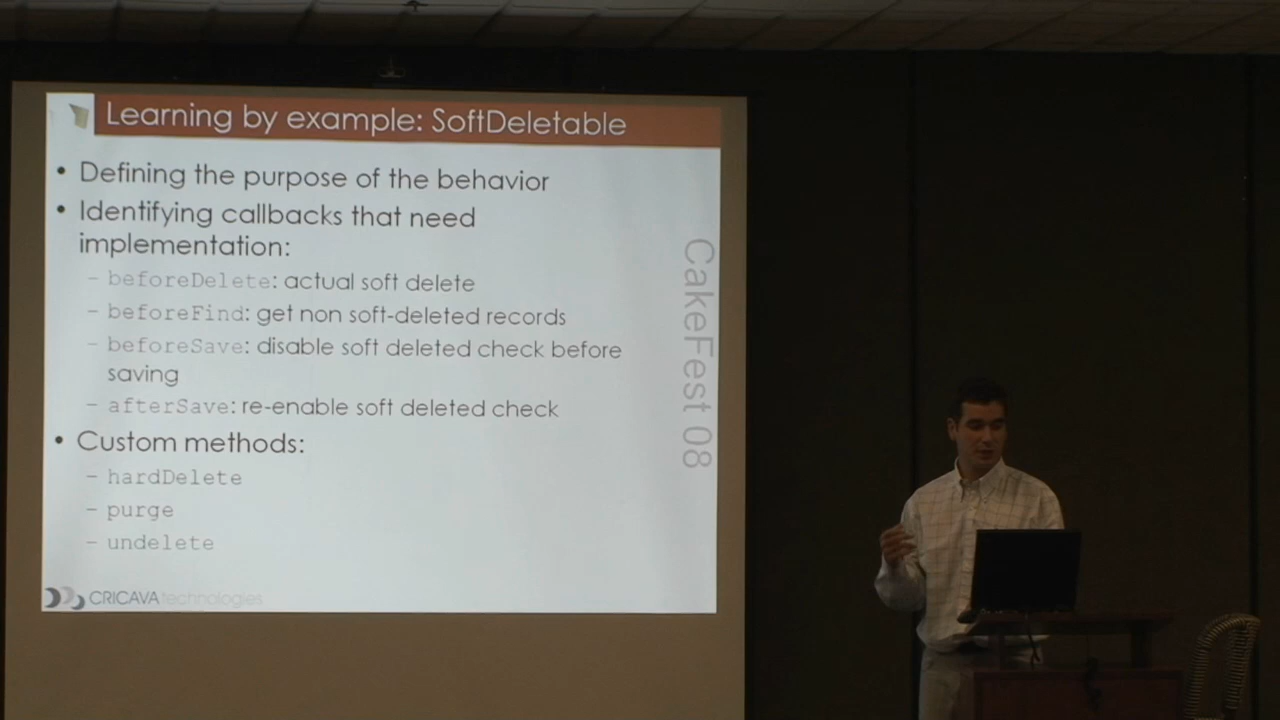 Learning by example: SoftDeletable
• Defining the purpose of the behavior
• Identifying callbacks that need
implementation:
– beforeDelete: actual soft delete
– beforeFind: get non soft-deleted records
– beforeSave: disable soft deleted check before
saving
– afterSave: re-enable soft deleted check
• Custom methods:
– hardDelete
– purge
– undelete
CakeFest 08
CRICAVA technologies